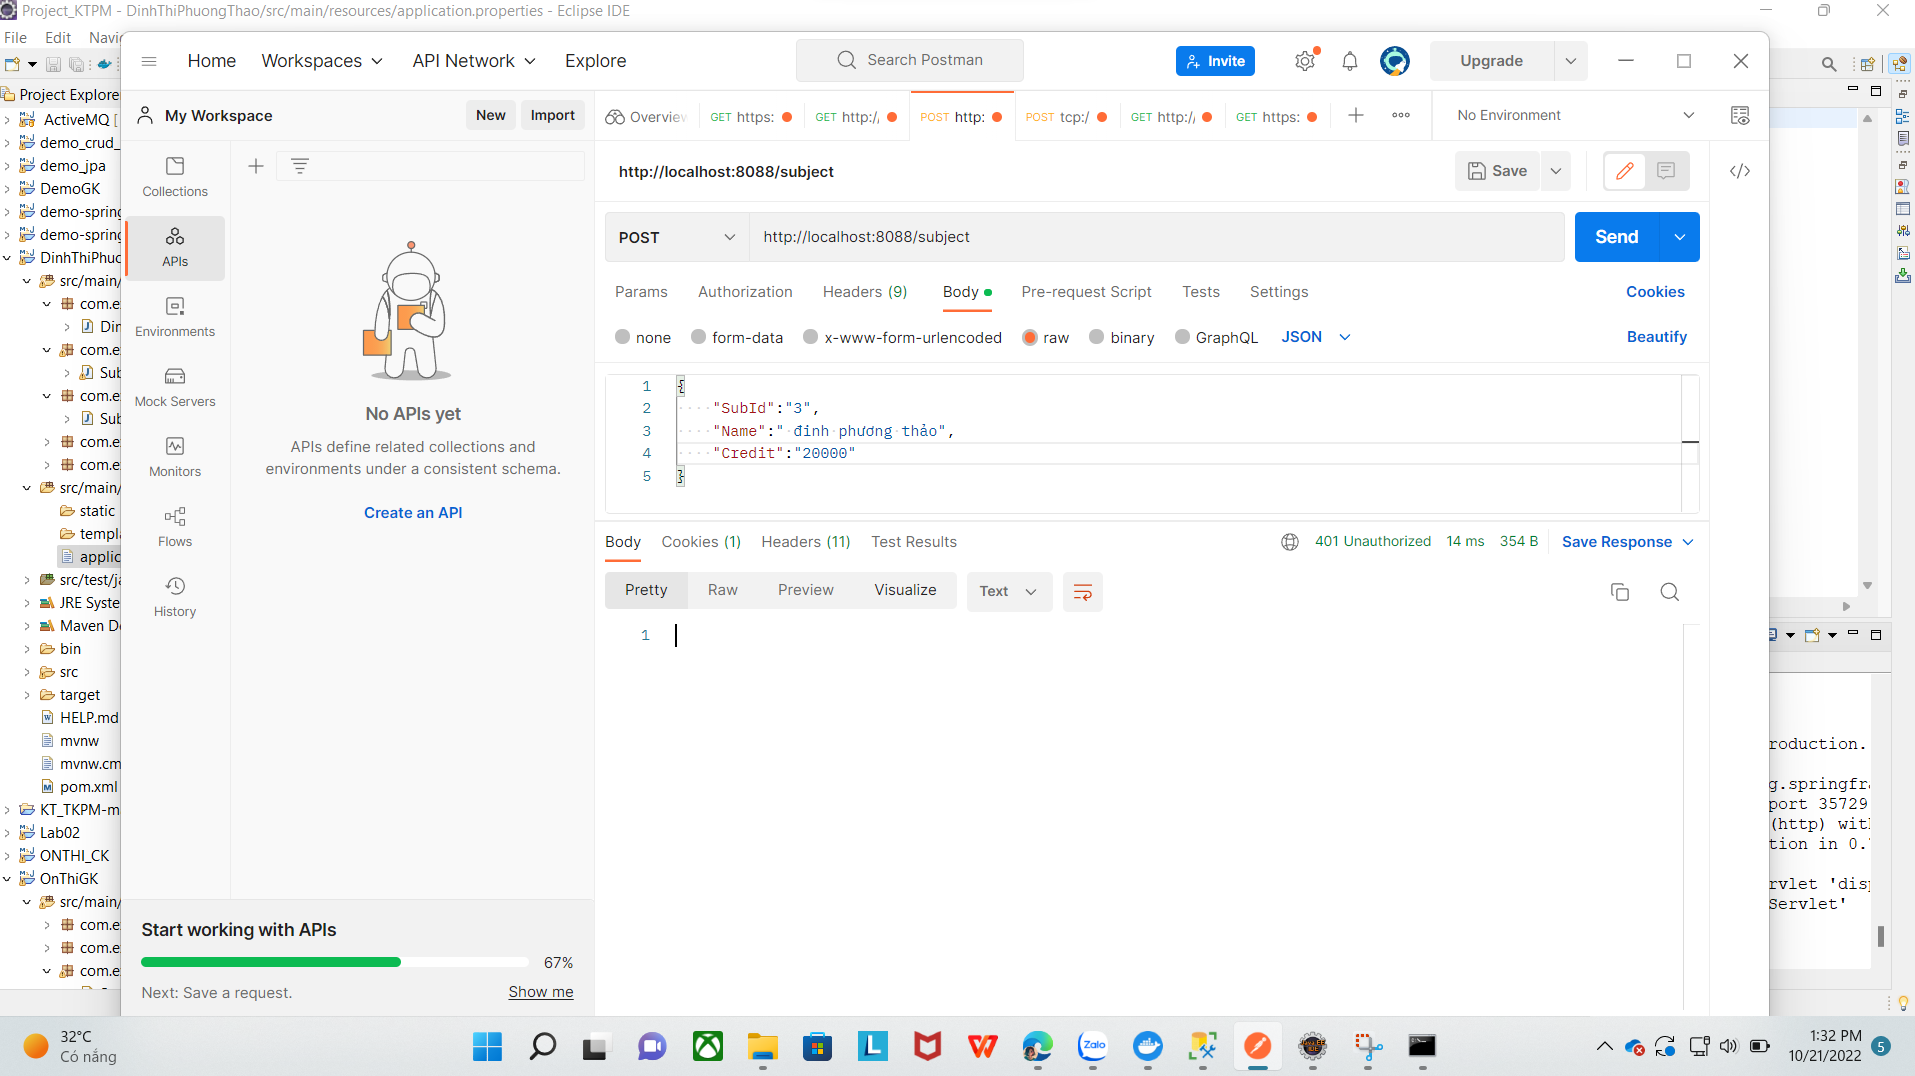 Project_KTPM - DinhThiPhuongThao/src/main/resources/application.properties - Eclipse IDE
File Edit Navi
Home Workspaces API Network Explore
Search Postman
Invite
Upgrade
Project Explore
ActiveMQ [
demo_crud_
demo_jpa
DemoGK
demo-spring
demo-spring
DinhThiPhuo
src/main/
com.e
Din
com.e
Sub
com.e
Sub
com.e
com.e
src/main/
static
templa
applic
src/test/ja
JRE Syste
Maven De
bin
src
target
HELP.md
mvnw
mvnw.cm
pom.xml
KT_TKPM-m
Lab02
ONTHI_CK
OnThiGK
src/main/
com.e
com.e
com.e
My Workspace
New
Import
Collections
APIs
Environments
Mock Servers
Monitors
Flows
History
No APIs yet
APIs define related collections and
environments under a consistent schema.
Create an API
Start working with APIs
67%
Next: Save a request.
Show me
Overview
GET https:
GET http:/,
POST http:
POST tcp:/
GET http:/,
GET https:
No Environment
http://localhost:8088/subject
Save
POST
http://localhost:8088/subject
Send
Params Authorization Headers (9) Body Pre-request Script Tests Settings
Cookies
none form-data x-www-form-urlencoded raw binary GraphQL JSON
Beautify
1 {
2 "SubId":"3",
3 "Name":" đinh phương thảo",
4 "Credit":"20000"
5 }
Body Cookies (1) Headers (11) Test Results
401 Unauthorized 14 ms 354 B
Save Response
Pretty Raw Preview Visualize
Text
1
roduction.
g.springfra
port 35729
(http) with
tion in 0.
rvlet 'disp
Servlet'
32°C
Có nắng
Zalo
1:32 PM
10/21/2022
5